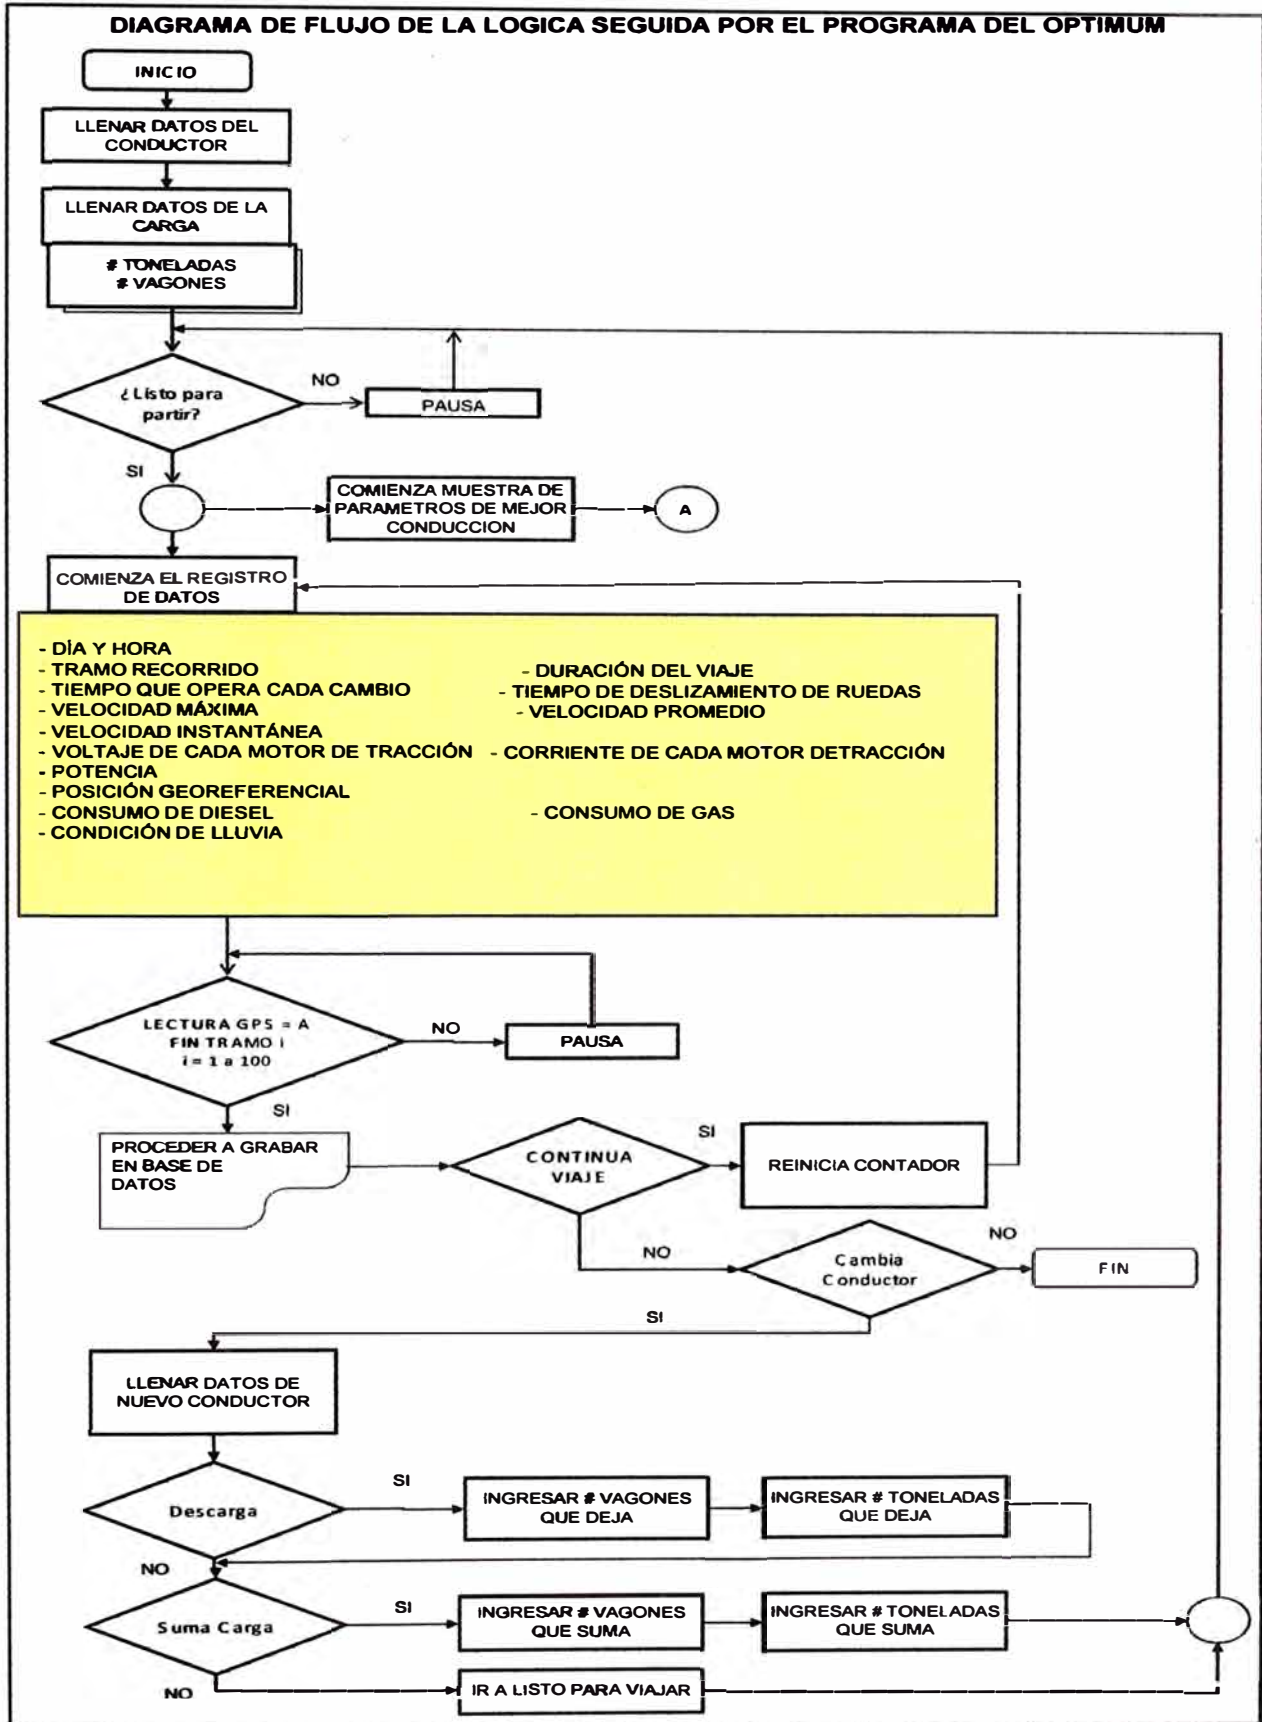 DIAGRAMA DE FLUJO DE LA LOGICA SEGUIDA POR EL PROGRAMA DEL OPTIMUM
INICIO
LLENAR DATOS DEL
CONDUCTOR
LLENAR DATOS DE LA
CARGA
# TONELADAS
# VAGONES
¿Listo para
partir?
NO
PAUSA
SI
COMIENZA MUESTRA DE
PARAMETROS DE MEJOR
CONDUCCION
A
COMIENZA EL REGISTRO
DE DATOS
- DÍA Y HORA
- TRAMO RECORRIDO - DURACIÓN DEL VIAJE
- TIEMPO QUE OPERA CADA CAMBIO - TIEMPO DE DESLIZAMIENTO DE RUEDAS
- VELOCIDAD MÁXIMA - VELOCIDAD PROMEDIO
- VELOCIDAD INSTANTÁNEA
- VOLTAJE DE CADA MOTOR DE TRACCIÓN - CORRIENTE DE CADA MOTOR DETRACCIÓN
- POTENCIA
- POSICIÓN GEOREFERENCIAL
- CONSUMO DE DIESEL - CONSUMO DE GAS
- CONDICIÓN DE LLUVIA
LECTURA GPS = A
FIN TRAMO i
i = 1 a 100
NO
PAUSA
SI
PROCEDER A GRABAR
EN BASE DE
DATOS
CONTINUA
VIAJE
SI
REINICIA CONTADOR
NO
Cambia
Conductor
NO
FIN
SI
LLENAR DATOS DE
NUEVO CONDUCTOR
Descarga
SI
INGRESAR # VAGONES
QUE DEJA
INGRESAR # TONELADAS
QUE DEJA
NO
Suma Carga
SI
INGRESAR # VAGONES
QUE SUMA
INGRESAR # TONELADAS
QUE SUMA
NO
IR A LISTO PARA VIAJAR